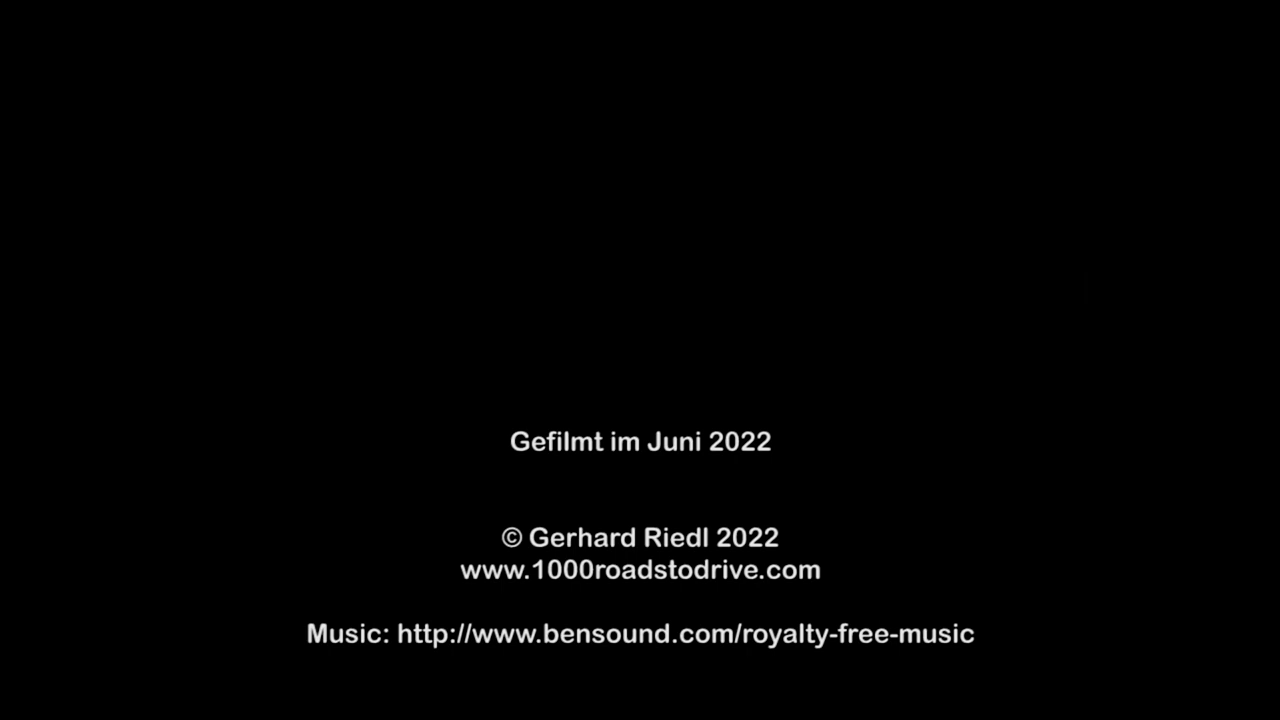 Gefilmt im Juni 2022
© Gerhard Riedl 2022
www.1000roadstodrive.com
Music: http://www.bensound.com/royalty-free-music